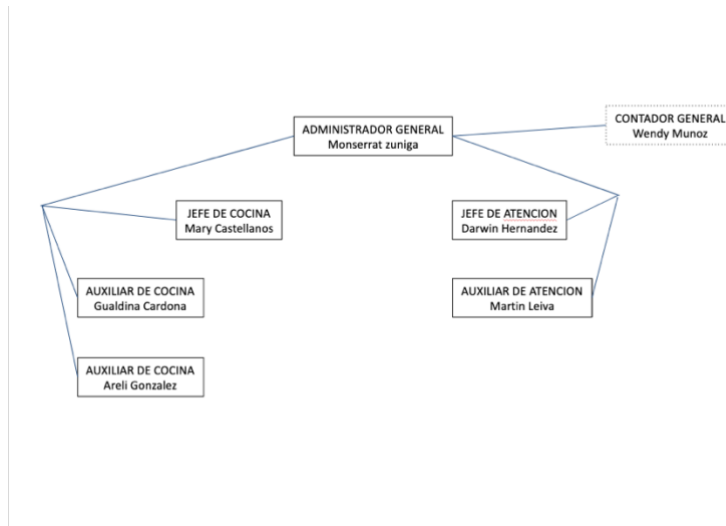 ADMINISTRADOR GENERAL
Monserrat zuniga
CONTADOR GENERAL
Wendy Munoz
JEFE DE COCINA
Mary Castellanos
JEFE DE ATENCION
Darwin Hernandez
AUXILIAR DE COCINA
Gualdina Cardona
AUXILIAR DE ATENCION
Martin Leiva
AUXILIAR DE COCINA
Areli Gonzalez